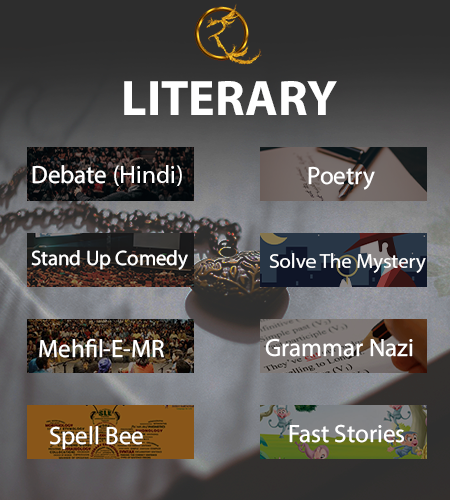 LITERARY
Debate (Hindi)
Poetry
Stand Up Comedy
Solve The Mystery
Mehfil-E-MR
Grammar Nazi
Spell Bee
Fast Stories